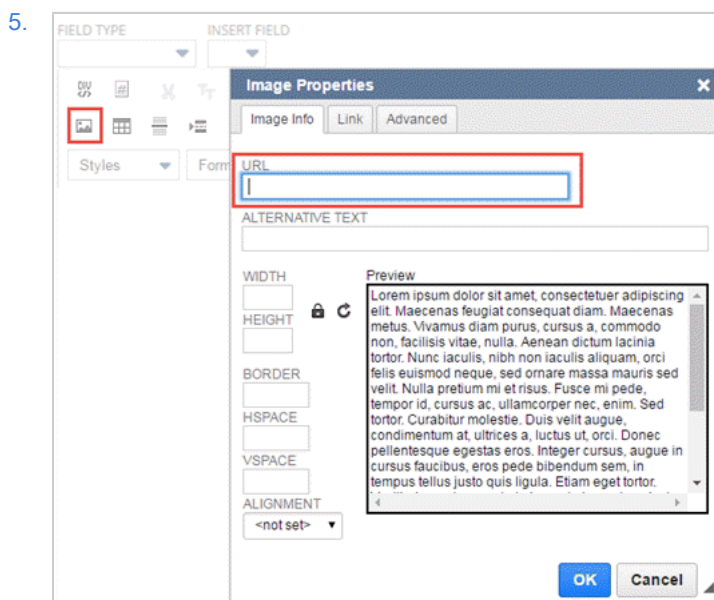 5.
FIELD TYPE INSERT FIELD
Image Properties
Image Info Link Advanced
Styles Form
URL
ALTERNATIVE TEXT
WIDTH
HEIGHT
BORDER
HSPACE
VSPACE
ALIGNMENT
<not set>
Preview
Lorem ipsum dolor sit amet, consectetuer adipiscing
elit. Maecenas feugiat consequat diam. Maecenas
metus. Vivamus diam purus, cursus a, commodo
non, facilisis vitae, nulla. Aenean dictum lacinia
tortor. Nunc iaculis, nibh non iaculis aliquam, orci
felis euismod neque, sed ornare massa mauris sed
velit. Nulla pretium mi et risus. Fusce mi pede,
tempor id, cursus ac, ullamcorper nec, enim. Sed
tortor. Curabitur molestie. Duis velit augue,
condimentum at, ultrices a, luctus ut, orci. Donec
pellentesque egestas eros. Integer cursus, augue in
cursus faucibus, eros pede bibendum sem, in
tempus tellus justo quis ligula. Etiam eget tortor.
OK Cancel